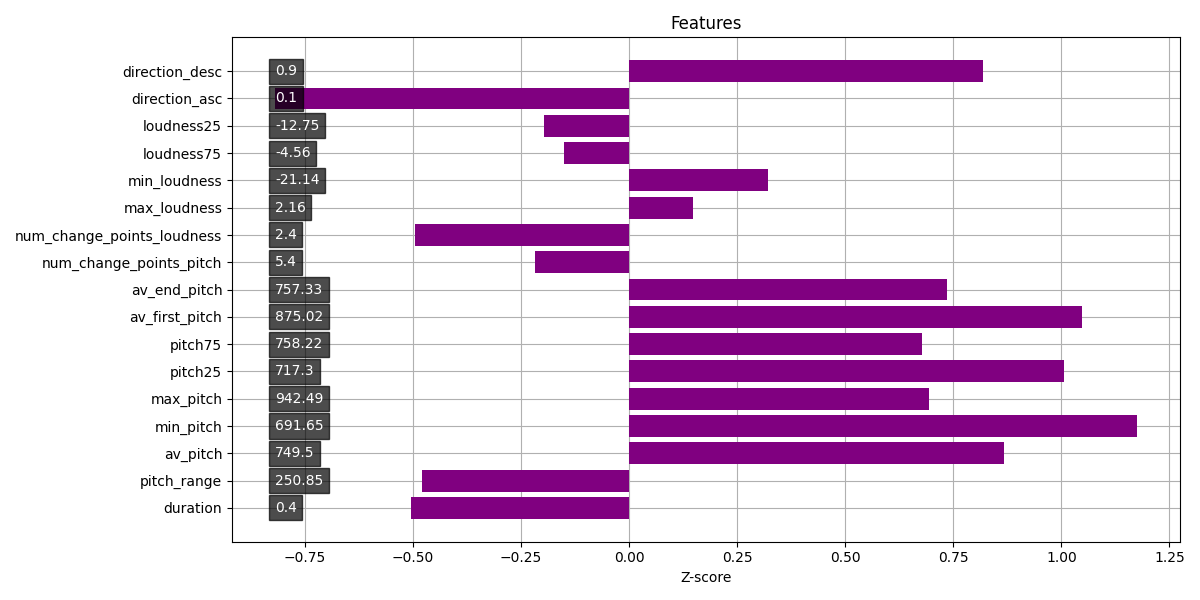 Features
direction_desc 0.9
direction_asc 0.1
loudness25 -12.75
loudness75 -4.56
min_loudness -21.14
max_loudness 2.16
num_change_points_loudness 2.4
num_change_points_pitch 5.4
av_end_pitch 757.33
av_first_pitch 875.02
pitch75 758.22
pitch25 717.3
max_pitch 942.49
min_pitch 691.65
av_pitch 749.5
pitch_range 250.85
duration 0.4
−0.75 −0.50 −0.25 0.00 0.25 0.50 0.75 1.00 1.25
Z-score